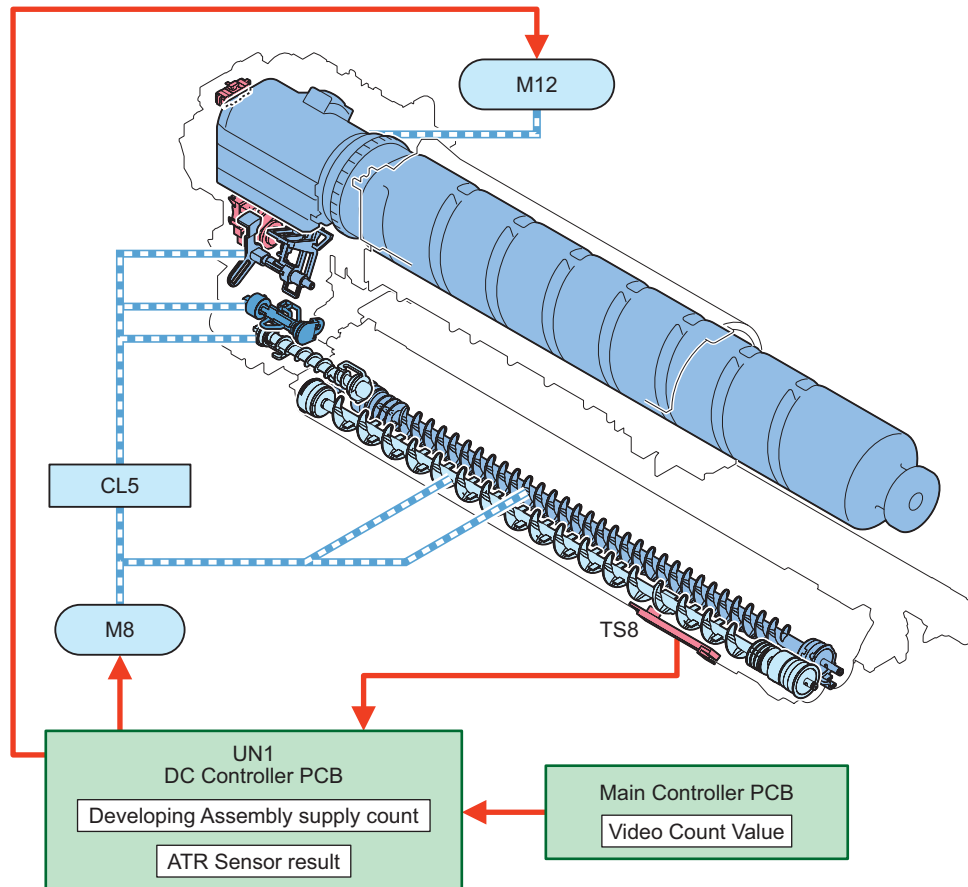 M12
CL5
M8
TS8
UN1
DC Controller PCB
Developing Assembly supply count
ATR Sensor result
Main Controller PCB
Video Count Value